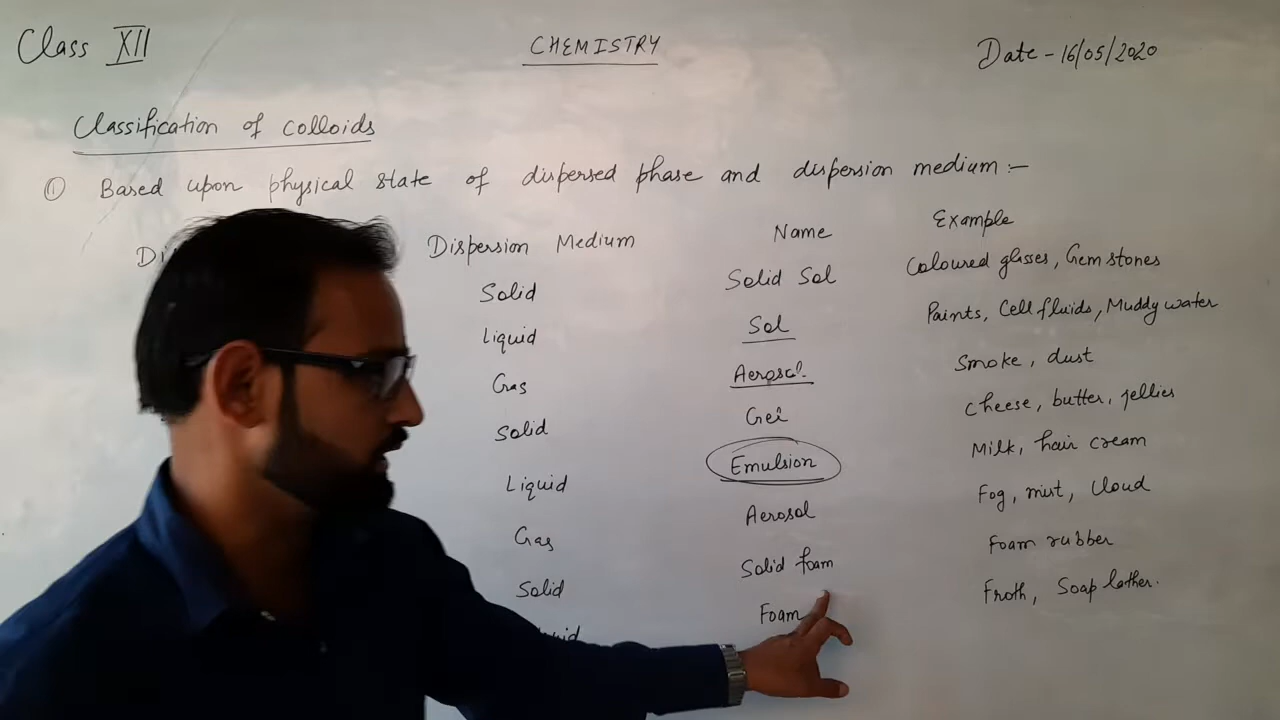 Class XII CHEMISTRY Date - 16/05/2020
Classification of colloids
① Based upon physical state of dispersed phase and dispersion medium :-
Dispersion Medium Name Example
Solid Solid Sol Coloured glasses, Gem stones
Liquid Sol Paints, Cell fluids, Muddy water
Gas Aerosol Smoke, dust
Solid Gel Cheese, butter, jellies
Liquid Emulsion Milk, hair cream
Gas Aerosol Fog, mist, Cloud
Solid Solid foam Foam rubber
Foam Froth, Soap lather.